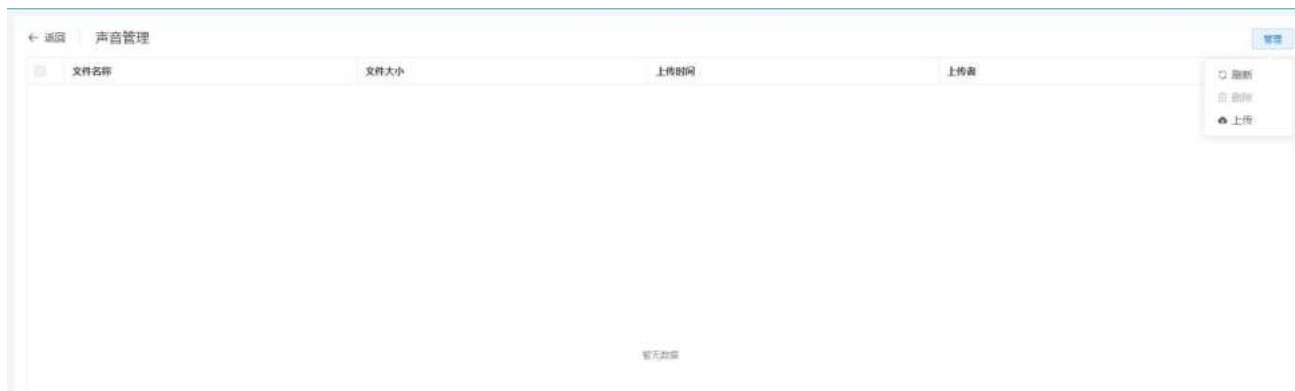 ← 返回 声音管理
管理
文件名称 文件大小 上传时间 上传者
刷新
删除
上传
暂无数据